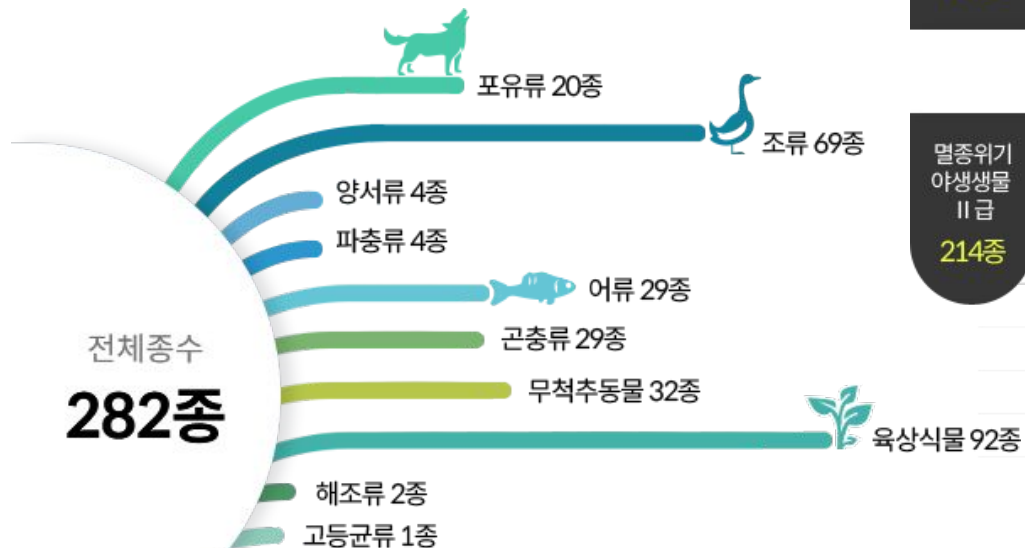 포유류 20종
조류 69종
양서류 4종
파충류 4종
어류 29종
곤충류 29종
무척추동물 32종
육상식물 92종
해조류 2종
고등균류 1종
전체종수
282종
멸종위기
야생생물
II급
214종